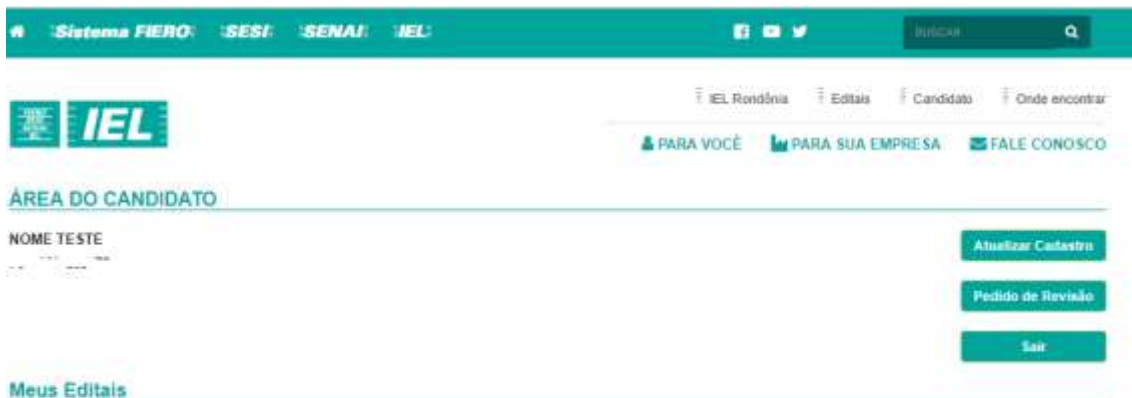 Sistema FIERO SESI SENAI IEL BUSCAR
IEL
IEL Rondônia Editais Candidato Onde encontrar
PARA VOCÊ PARA SUA EMPRESA FALE CONOSCO
ÁREA DO CANDIDATO
NOME TESTE
Atualizar Cadastro
Pedido de Revisão
Sair
Meus Editais